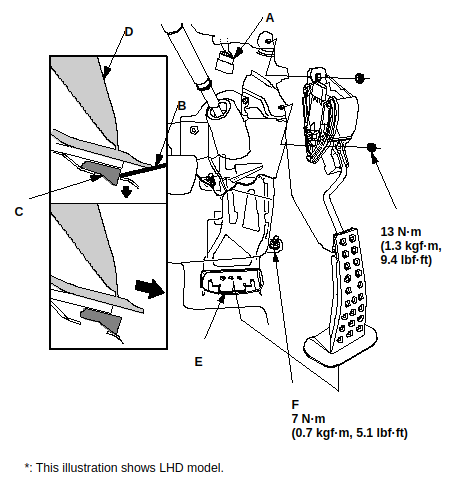 A
D
B
C
13 N·m
(1.3 kgf·m,
9.4 lbf·ft)
E
F
7 N·m
(0.7 kgf·m, 5.1 lbf·ft)
*: This illustration shows LHD model.